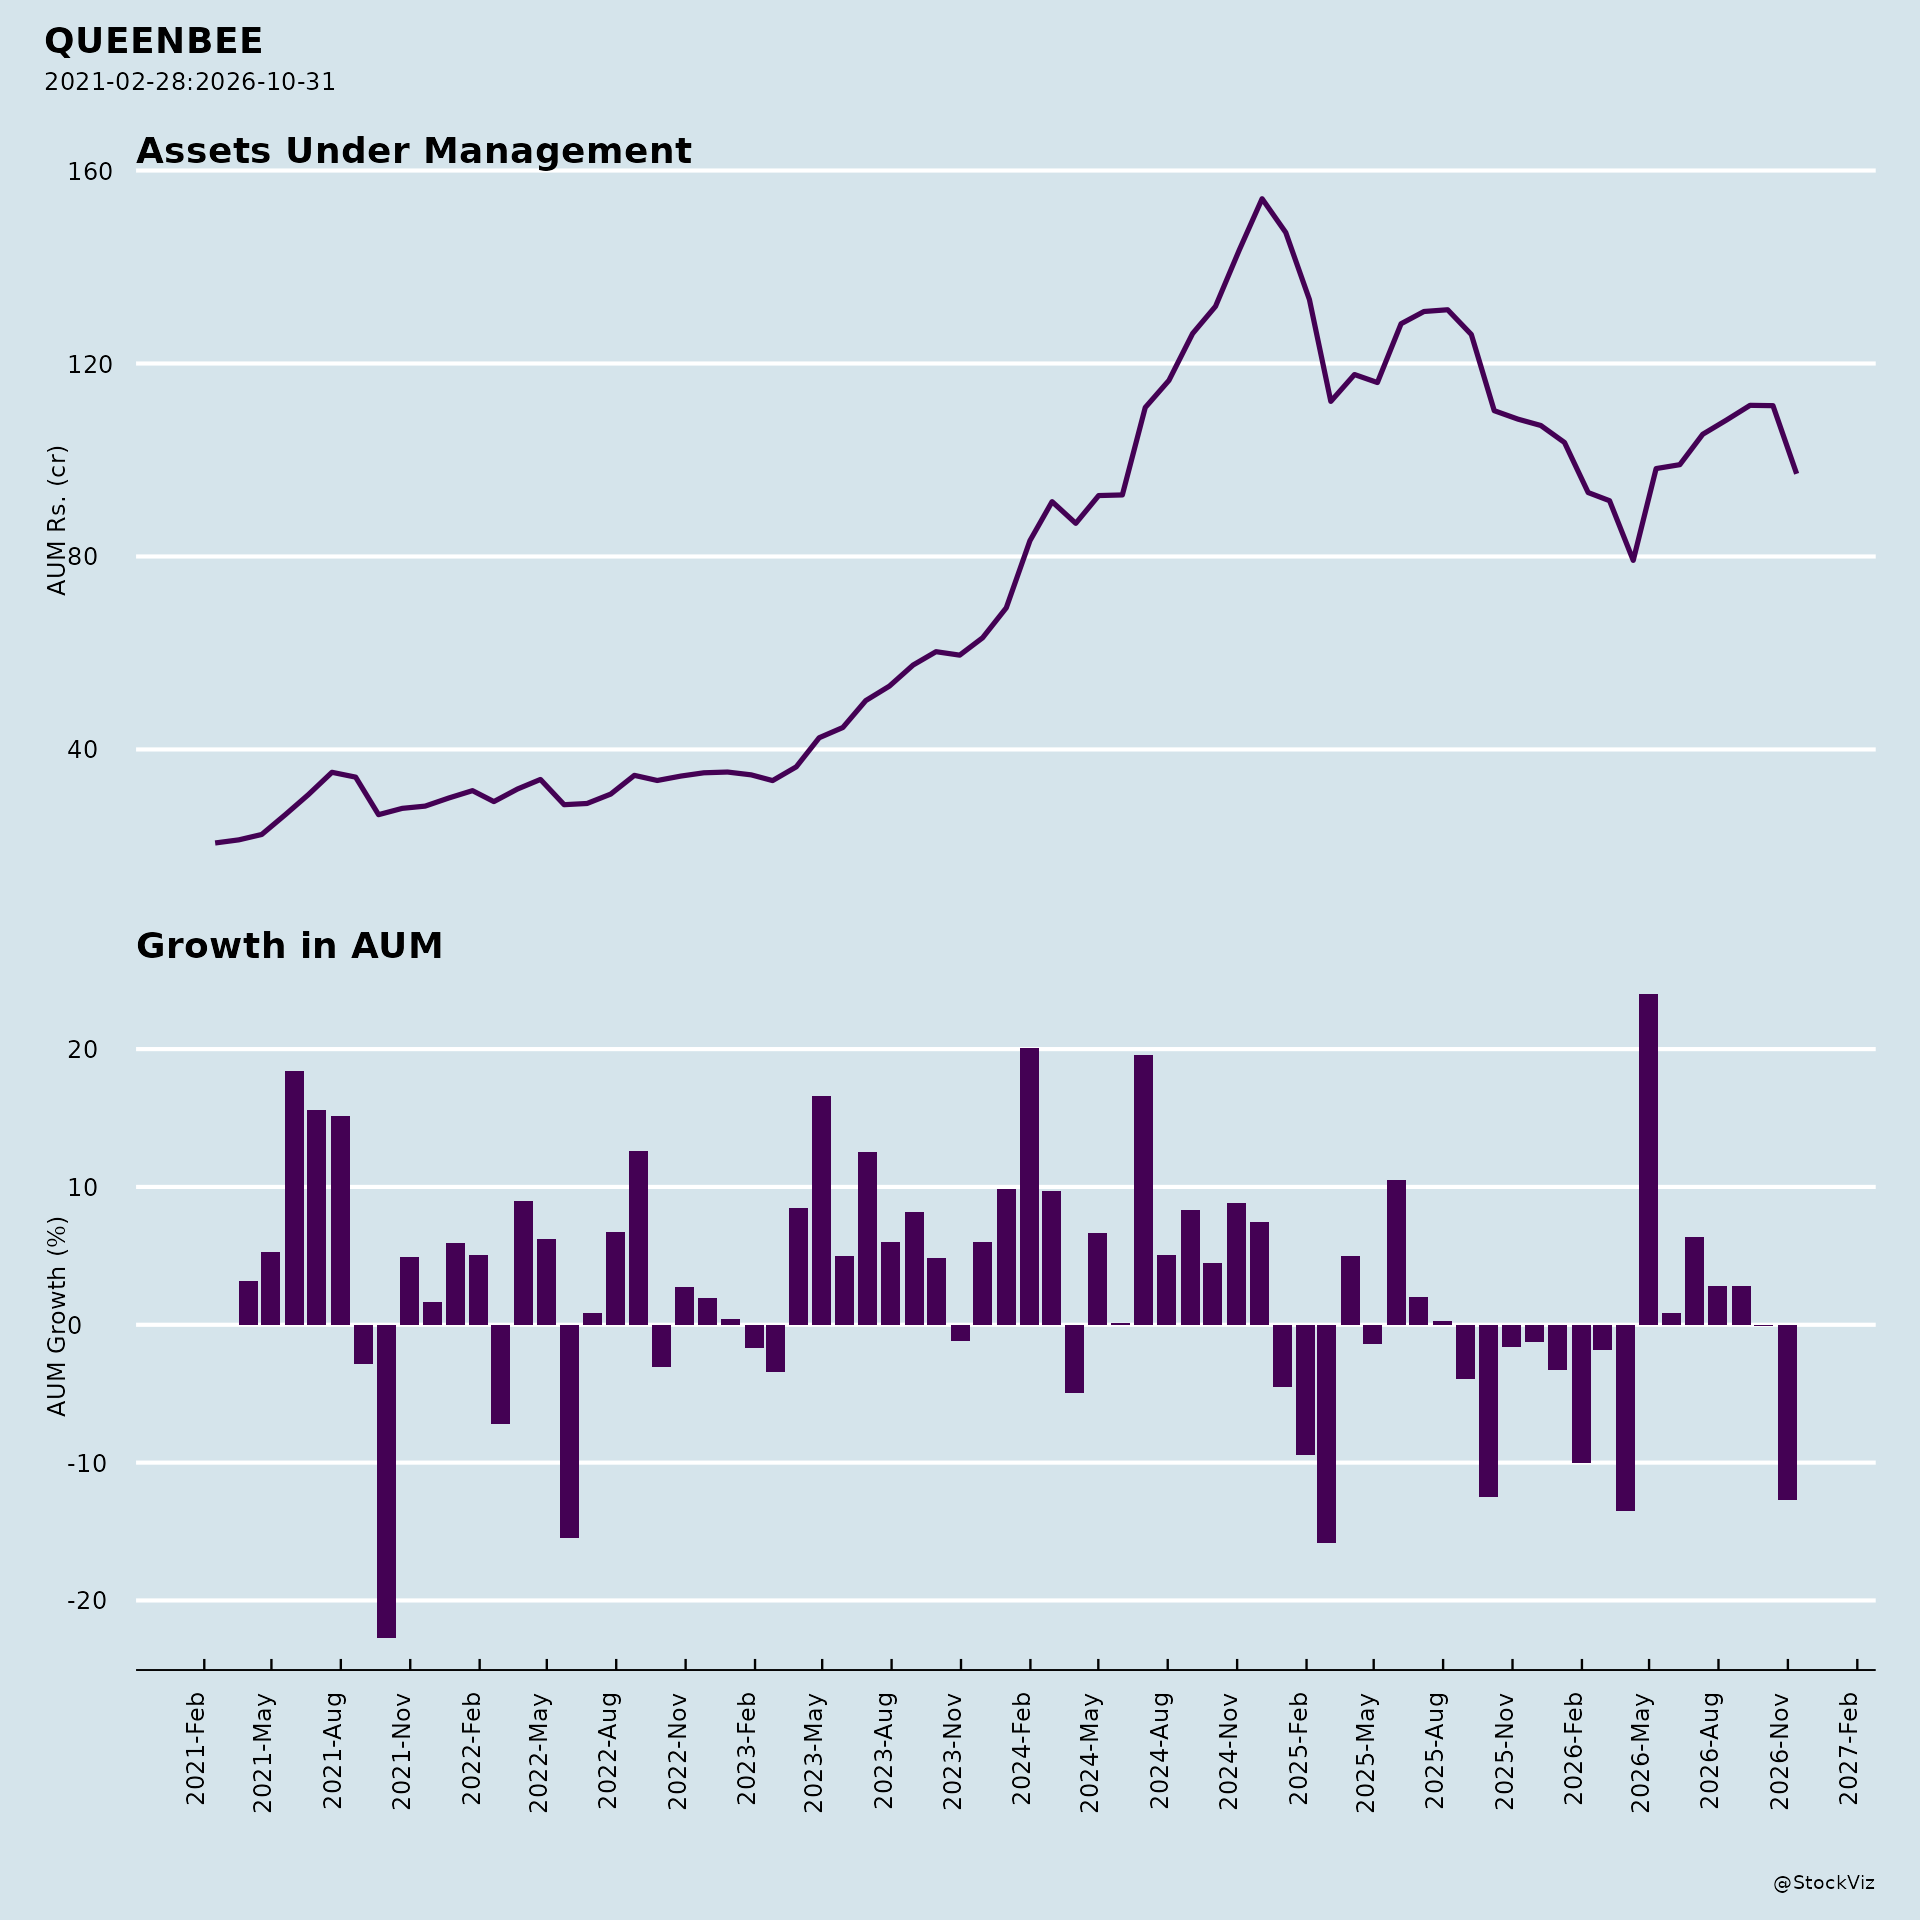 QUEENBEE
2021-02-28:2026-10-31
Assets Under Management
160
120
80
40
AUM Rs. (cr)
Growth in AUM
20
10
0
-10
-20
AUM Growth (%)
2021-Feb
2021-May
2021-Aug
2021-Nov
2022-Feb
2022-May
2022-Aug
2022-Nov
2023-Feb
2023-May
2023-Aug
2023-Nov
2024-Feb
2024-May
2024-Aug
2024-Nov
2025-Feb
2025-May
2025-Aug
2025-Nov
2026-Feb
2026-May
2026-Aug
2026-Nov
2027-Feb
@StockViz